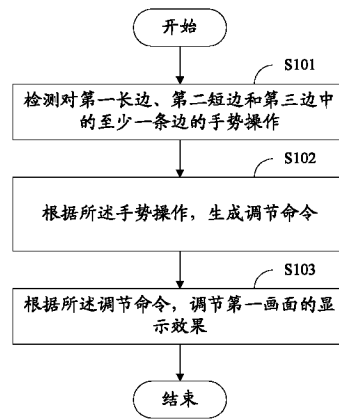 开始
S101
检测对第一长边、第二短边和第三边中
的至少一条边的手势操作
S102
根据所述手势操作，生成调节命令
S103
根据所述调节命令，调节第一画面的显
示效果
结束